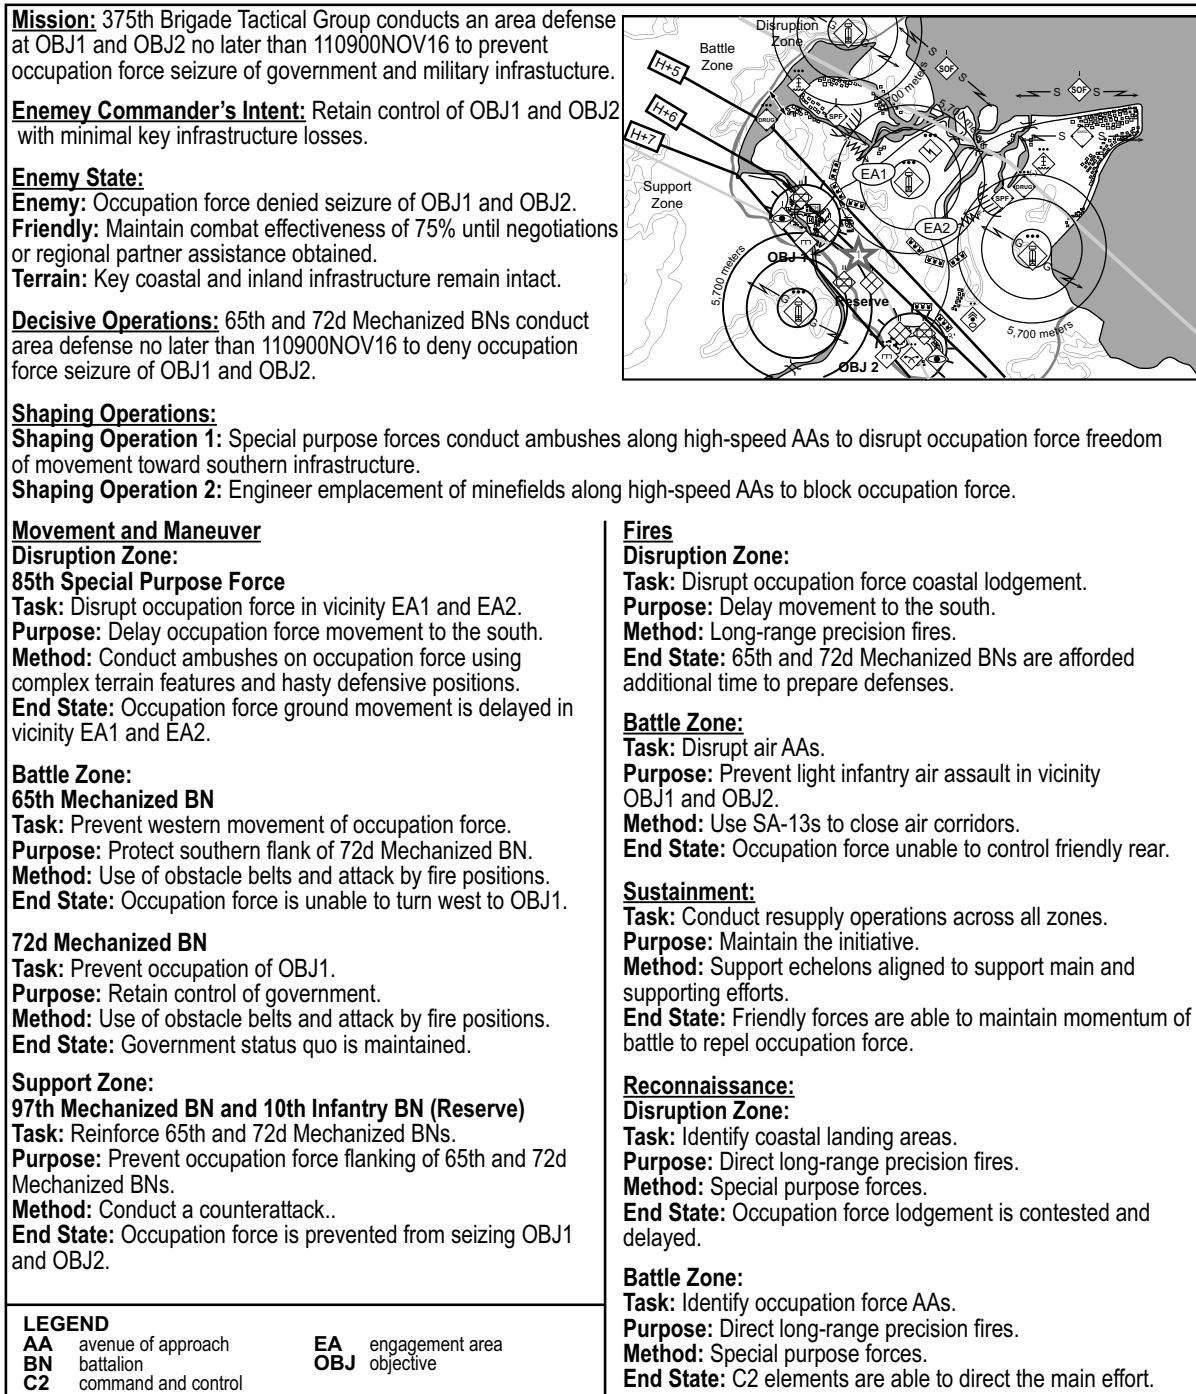 Mission: 375th Brigade Tactical Group conducts an area defense
at OBJ1 and OBJ2 no later than 110900NOV16 to prevent
occupation force seizure of government and military infrastucture.
Enemey Commander's Intent: Retain control of OBJ1 and OBJ2
with minimal key infrastructure losses.
Enemy State:
Enemy: Occupation force denied seizure of OBJ1 and OBJ2.
Friendly: Maintain combat effectiveness of 75% until negotiations
or regional partner assistance obtained.
Terrain: Key coastal and inland infrastructure remain intact.
Decisive Operations: 65th and 72d Mechanized BNs conduct
area defense no later than 110900NOV16 to deny occupation
force seizure of OBJ1 and OBJ2.
Disruption
Zone
Battle
Zone
H+5
H+6
H+7
Support
Zone
DRUG
SPF
SOF
S
S
S
SOF
S
S
S
5,700 meters
EA1
EA2
SPF
DRUG
G
G
5,700 meters
OBJ 1
5,700 meters
G
G
Reserve
OBJ 2
Shaping Operations:
Shaping Operation 1: Special purpose forces conduct ambushes along high-speed AAs to disrupt occupation force freedom
of movement toward southern infrastructure.
Shaping Operation 2: Engineer emplacement of minefields along high-speed AAs to block occupation force.
Movement and Maneuver
Disruption Zone:
85th Special Purpose Force
Task: Disrupt occupation force in vicinity EA1 and EA2.
Purpose: Delay occupation force movement to the south.
Method: Conduct ambushes on occupation force using
complex terrain features and hasty defensive positions.
End State: Occupation force ground movement is delayed in
vicinity EA1 and EA2.
Battle Zone:
65th Mechanized BN
Task: Prevent western movement of occupation force.
Purpose: Protect southern flank of 72d Mechanized BN.
Method: Use of obstacle belts and attack by fire positions.
End State: Occupation force is unable to turn west to OBJ1.
72d Mechanized BN
Task: Prevent occupation of OBJ1.
Purpose: Retain control of government.
Method: Use of obstacle belts and attack by fire positions.
End State: Government status quo is maintained.
Support Zone:
97th Mechanized BN and 10th Infantry BN (Reserve)
Task: Reinforce 65th and 72d Mechanized BNs.
Purpose: Prevent occupation force flanking of 65th and 72d
Mechanized BNs.
Method: Conduct a counterattack..
End State: Occupation force is prevented from seizing OBJ1
and OBJ2.
LEGEND
AA avenue of approach
BN battalion
C2 command and control
EA engagement area
OBJ objective
Fires
Disruption Zone:
Task: Disrupt occupation force coastal lodgement.
Purpose: Delay movement to the south.
Method: Long-range precision fires.
End State: 65th and 72d Mechanized BNs are afforded
additional time to prepare defenses.
Battle Zone:
Task: Disrupt air AAs.
Purpose: Prevent light infantry air assault in vicinity
OBJ1 and OBJ2.
Method: Use SA-13s to close air corridors.
End State: Occupation force unable to control friendly rear.
Sustainment:
Task: Conduct resupply operations across all zones.
Purpose: Maintain the initiative.
Method: Support echelons aligned to support main and
supporting efforts.
End State: Friendly forces are able to maintain momentum of
battle to repel occupation force.
Reconnaissance:
Disruption Zone:
Task: Identify coastal landing areas.
Purpose: Direct long-range precision fires.
Method: Special purpose forces.
End State: Occupation force lodgement is contested and
delayed.
Battle Zone:
Task: Identify occupation force AAs.
Purpose: Direct long-range precision fires.
Method: Special purpose forces.
End State: C2 elements are able to direct the main effort.